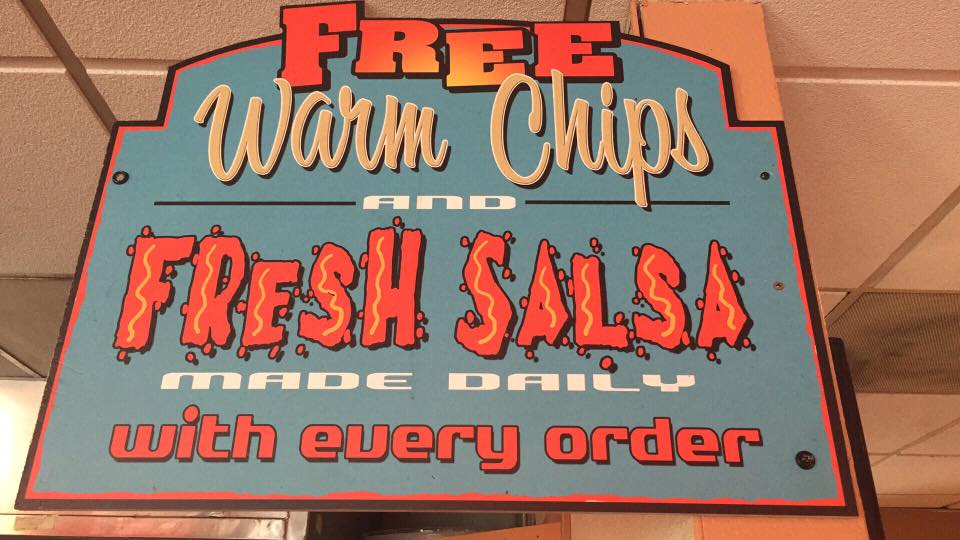 FREE
Warm Chips
AND
FRESH SALSA
MADE DAILY
with every order